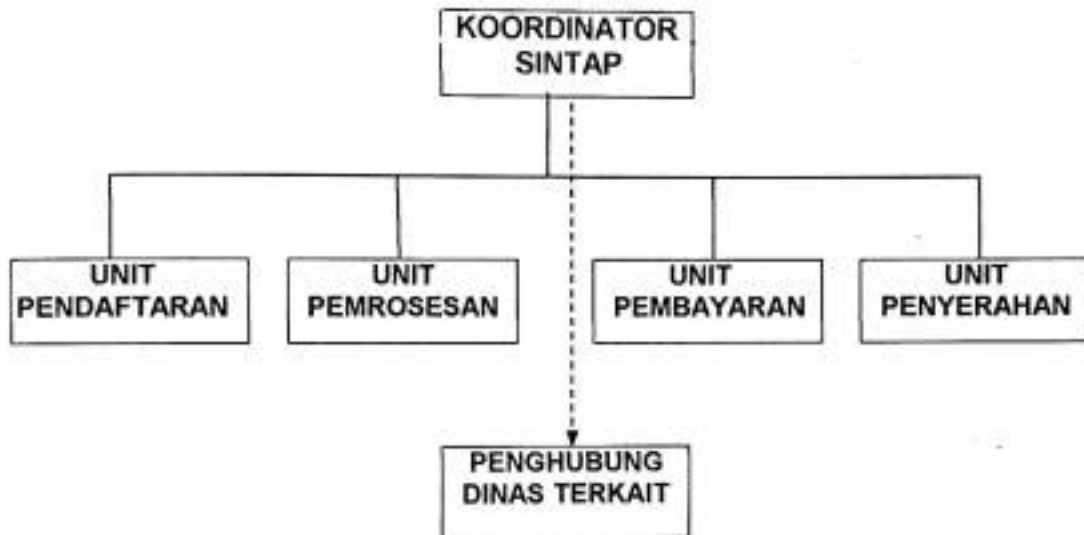 KOORDINATOR
SINTAP
UNIT
PENDAFTARAN
UNIT
PEMROSESAN
UNIT
PEMBAYARAN
UNIT
PENYERAHAN
PENGHUBUNG
DINAS TERKAIT